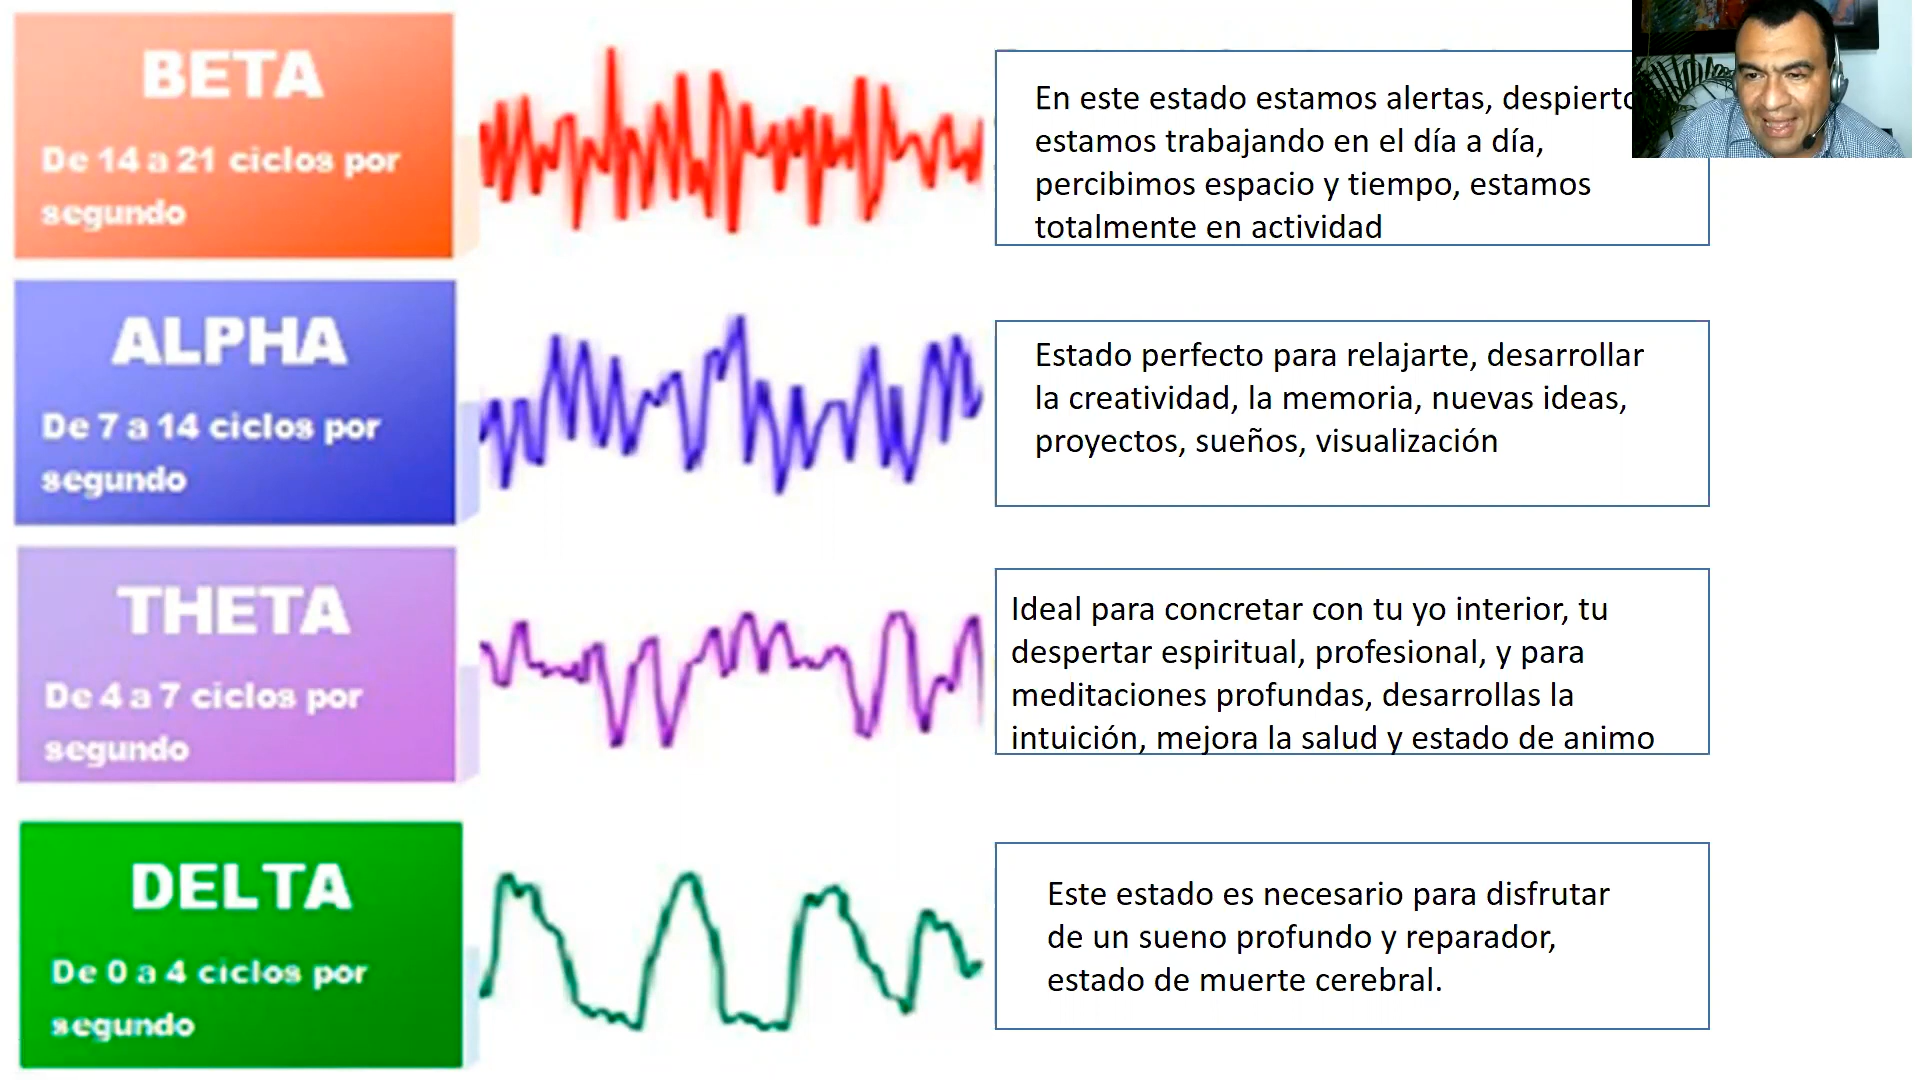 BETA
De 14 a 21 ciclos por
segundo
En este estado estamos alertas,
estamos trabajando en el día a día,
percibimos espacio y tiempo, estamos
totalmente en actividad
ALPHA
De 7 a 14 ciclos por
segundo
Estado perfecto para relajarte, desarrollar
la creatividad, la memoria, nuevas ideas,
proyectos, sueños, visualización
THETA
De 4 a 7 ciclos por
segundo
Ideal para concretar con tu yo interior, tu
despertar espiritual, profesional, y para
meditaciones profundas, desarrollas la
intuición, mejora la salud y estado de animo
DELTA
De 0 a 4 ciclos por
segundo
Este estado es necesario para disfrutar
de un sueno profundo y reparador,
estado de muerte cerebral.